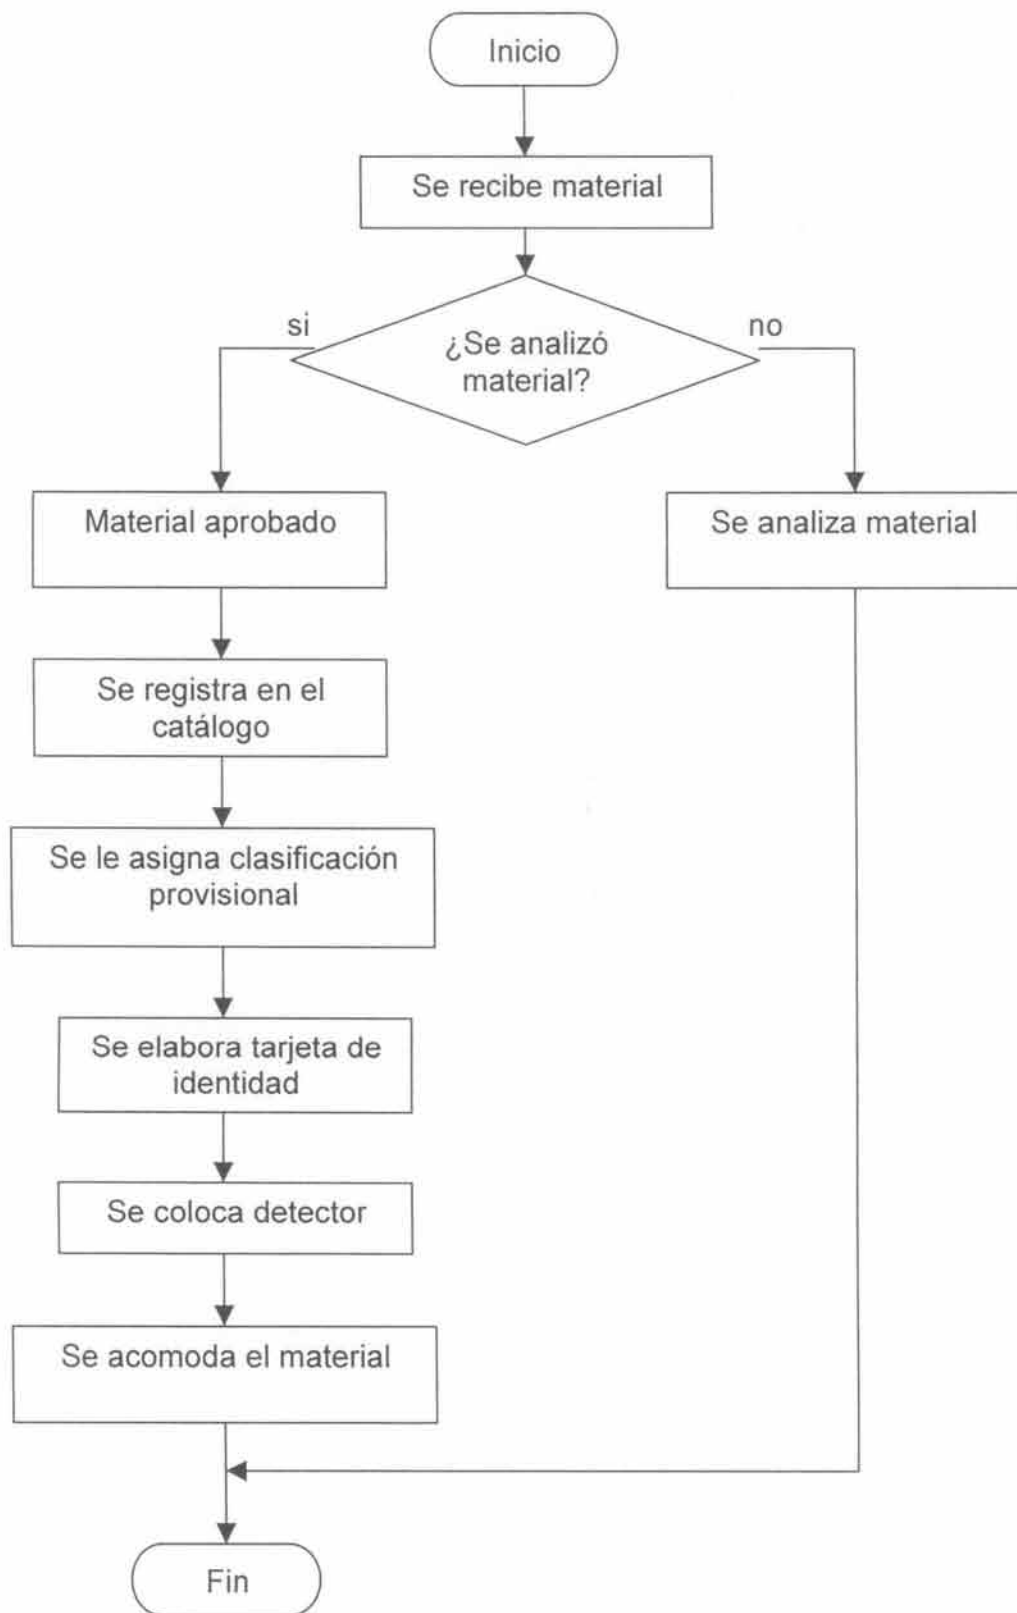 Inicio
Se recibe material
¿Se analizó
material?
si
no
Material aprobado
Se analiza material
Se registra en el
catálogo
Se le asigna clasificación
provisional
Se elabora tarjeta de
identidad
Se coloca detector
Se acomoda el material
Fin